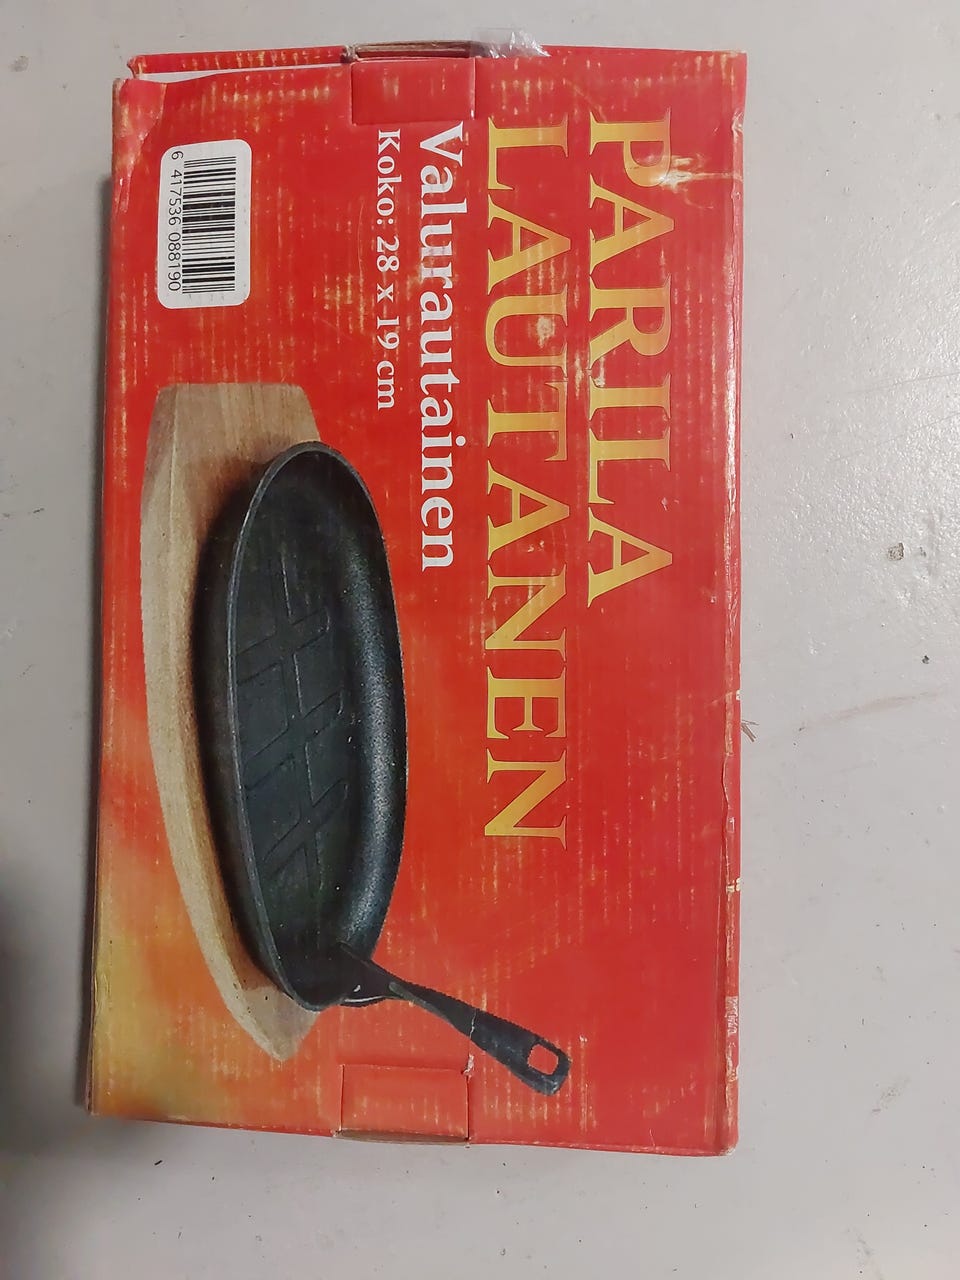 PARILA
LAUTANEN
Valurautainen
Koko: 28 x 19 cm
6 417536 088190